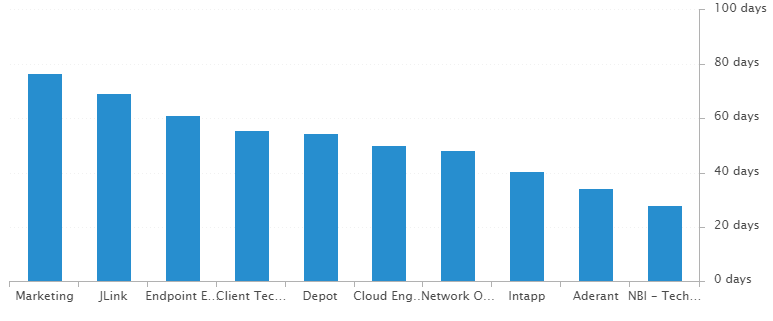 100 days
80 days
60 days
40 days
20 days
0 days
Marketing JLink Endpoint E... Client Tec... Depot Cloud Eng... Network O... Intapp Aderant NBI - Tech...